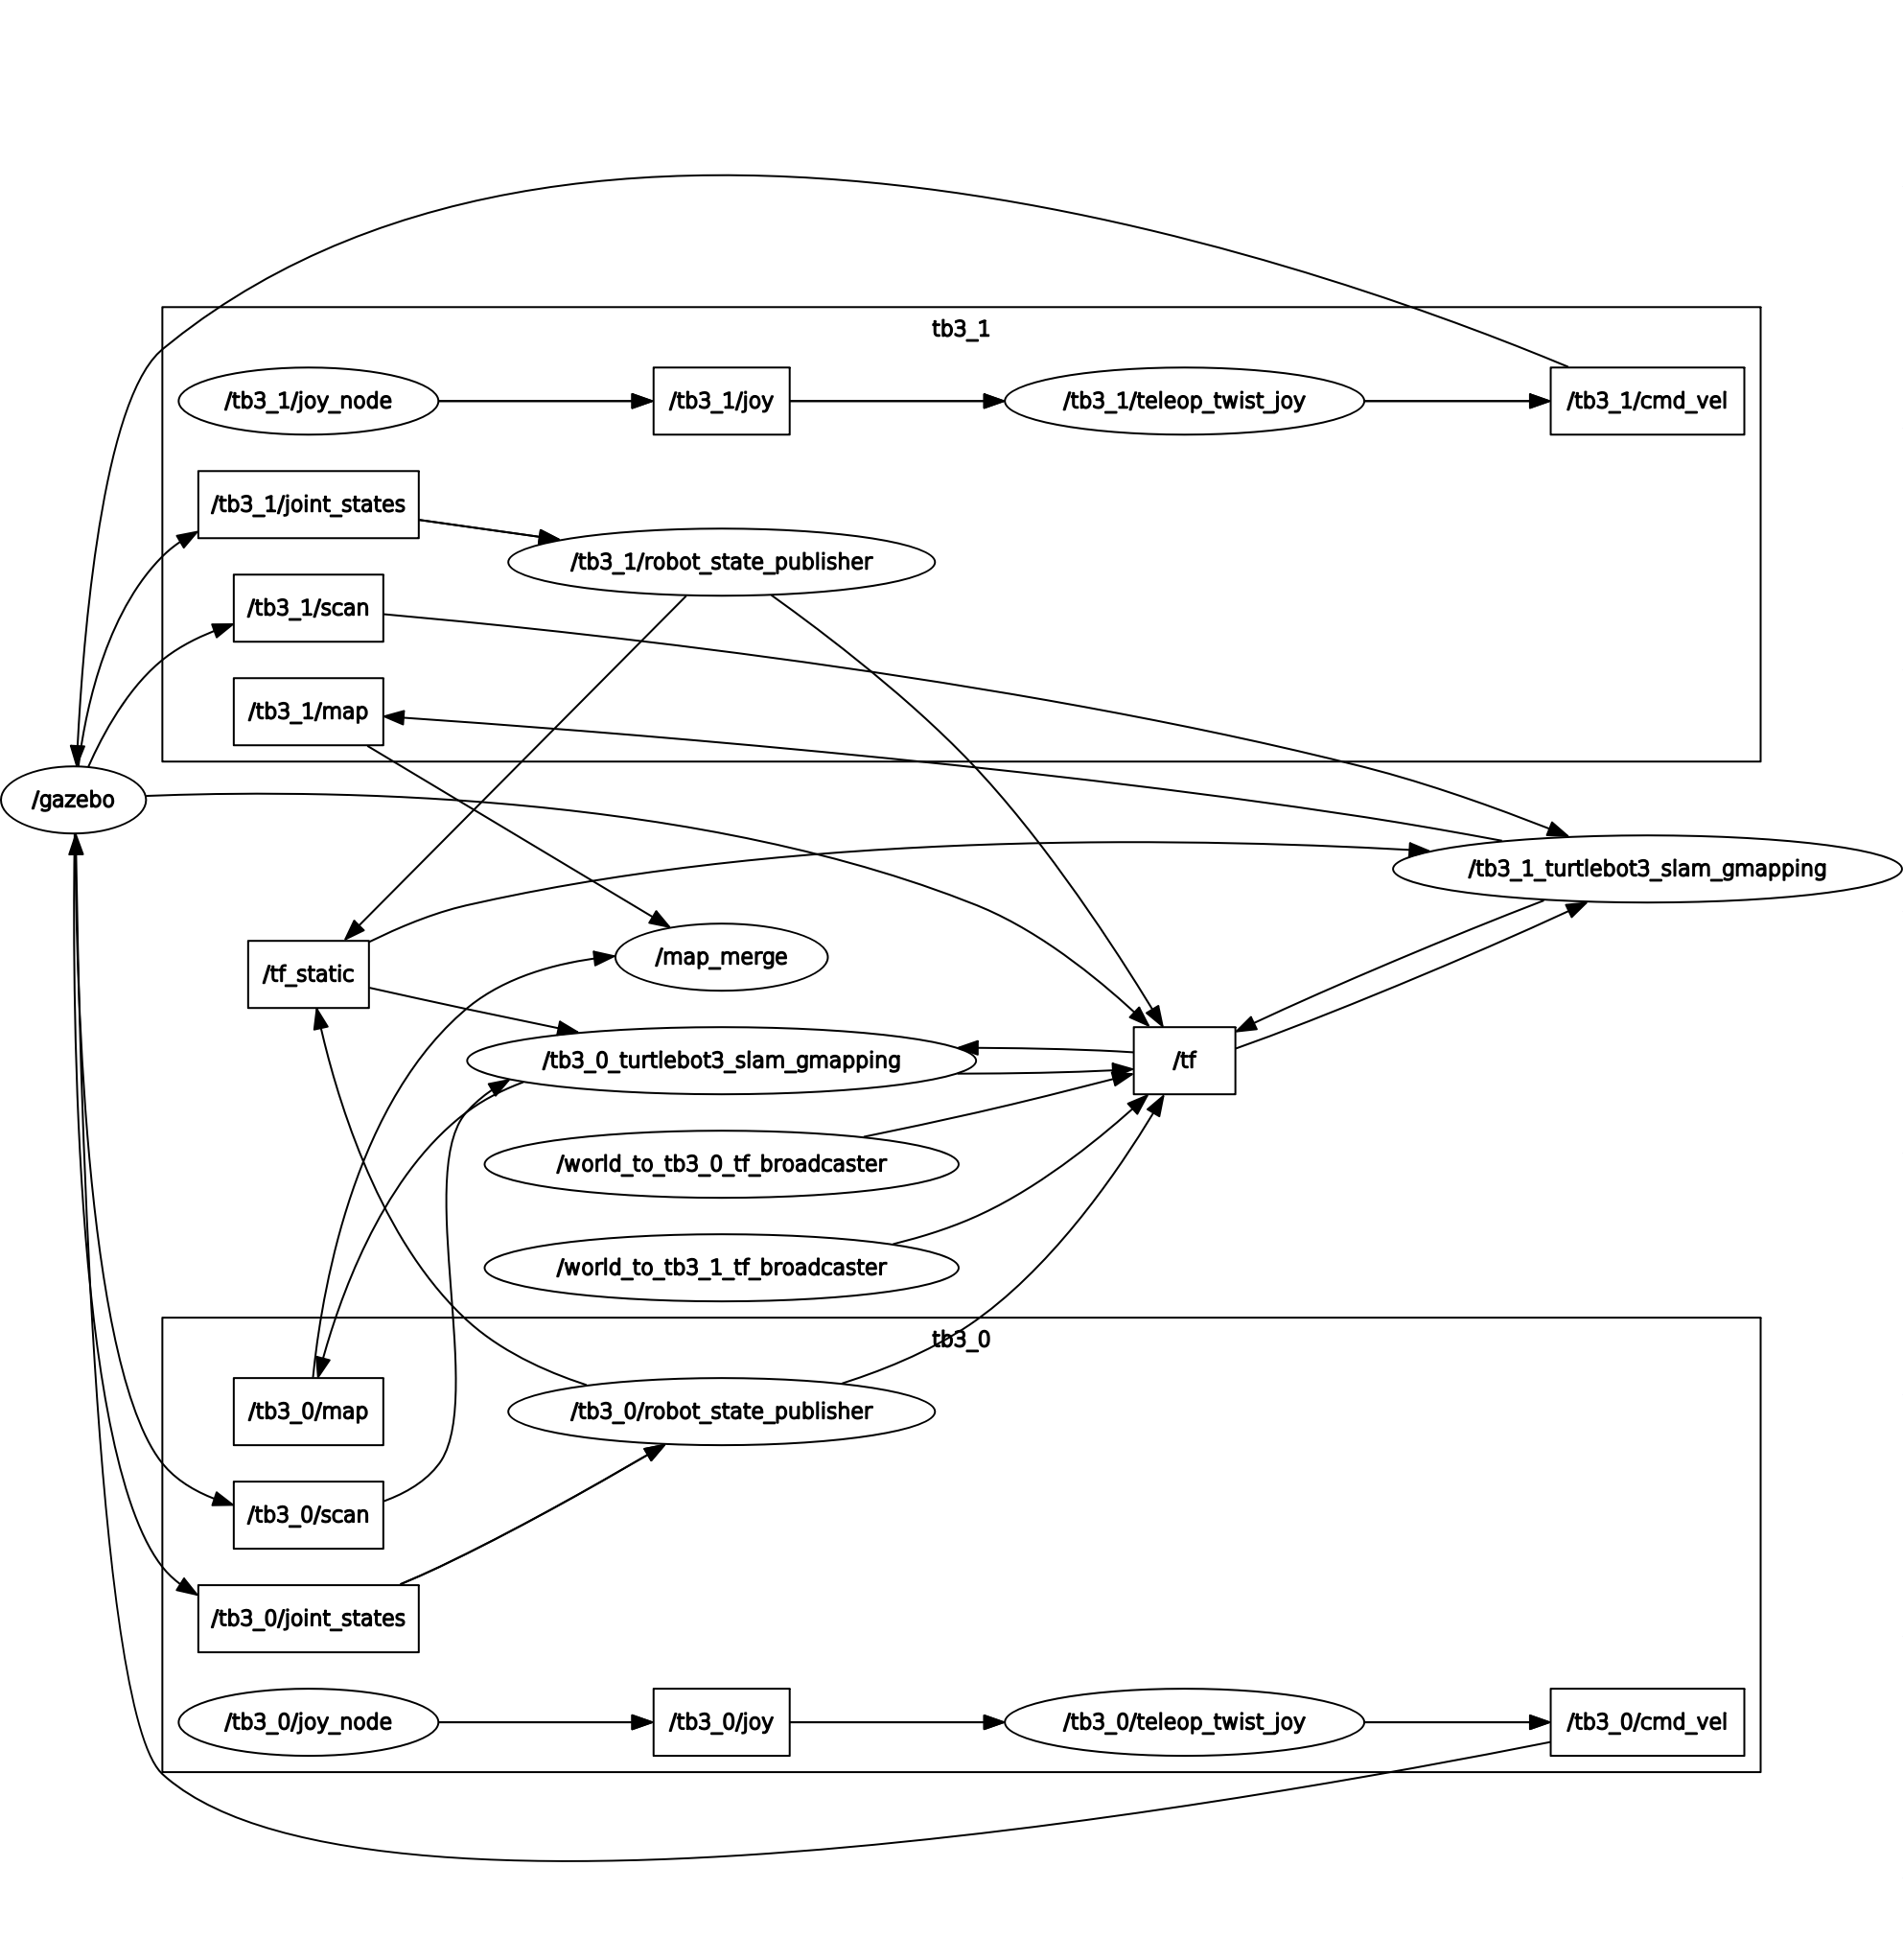 tb3_1
/tb3_1/joy_node
/tb3_1/joy
/tb3_1/teleop_twist_joy
/tb3_1/cmd_vel
/tb3_1/joint_states
/tb3_1/robot_state_publisher
/tb3_1/scan
/tb3_1/map
/gazebo
/tb3_1_turtlebot3_slam_gmapping
/map_merge
/tf_static
/tb3_0_turtlebot3_slam_gmapping
/tf
/world_to_tb3_0_tf_broadcaster
/world_to_tb3_1_tf_broadcaster
tb3_0
/tb3_0/map
/tb3_0/robot_state_publisher
/tb3_0/scan
/tb3_0/joint_states
/tb3_0/joy_node
/tb3_0/joy
/tb3_0/teleop_twist_joy
/tb3_0/cmd_vel